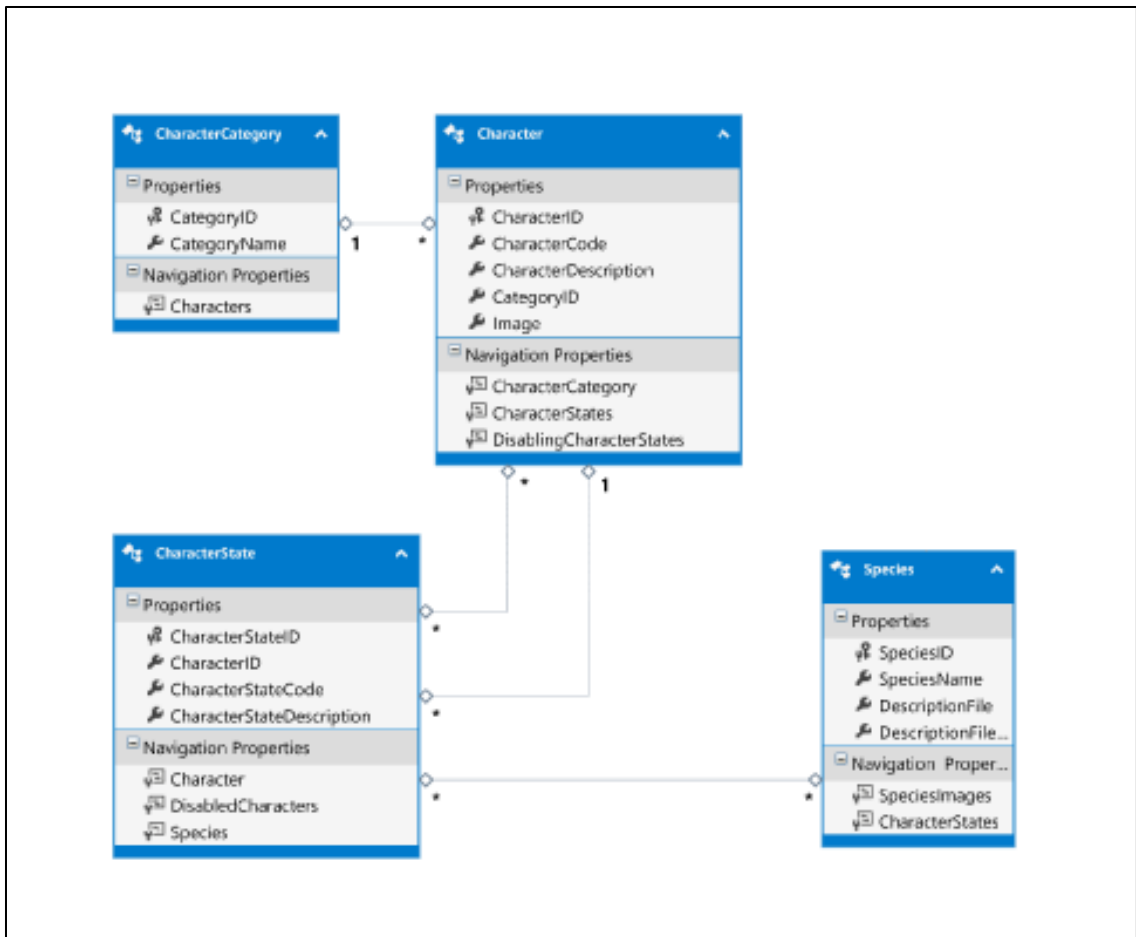 CharacterCategory
Properties
CategoryID
CategoryName
Navigation Properties
Characters
1
*
Character
Properties
CharacterID
CharacterCode
CharacterDescription
CategoryID
Image
Navigation Properties
CharacterCategory
CharacterStates
DisablingCharacterStates
*
1
CharacterState
Properties
CharacterStateID
CharacterID
CharacterStateCode
CharacterStateDescription
Navigation Properties
Character
DisabledCharacters
Species
*
*
*
*
Species
Properties
SpeciesID
SpeciesName
DescriptionFile
DescriptionFile...
Navigation Proper...
SpeciesImages
CharacterStates